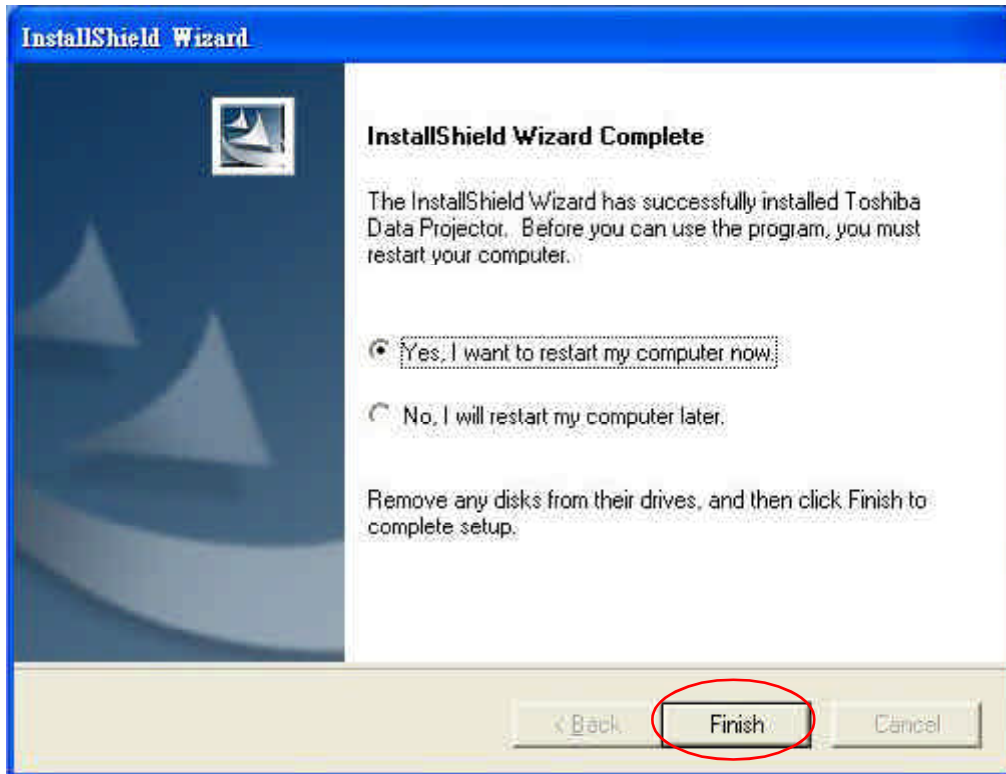 InstallShield Wizard
InstallShield Wizard Complete
The InstallShield Wizard has successfully installed Toshiba
Data Projector. Before you can use the program, you must
restart your computer.
Yes, I want to restart my computer now.
No, I will restart my computer later.
Remove any disks from their drives, and then click Finish to
complete setup.
< Back
Finish
Cancel